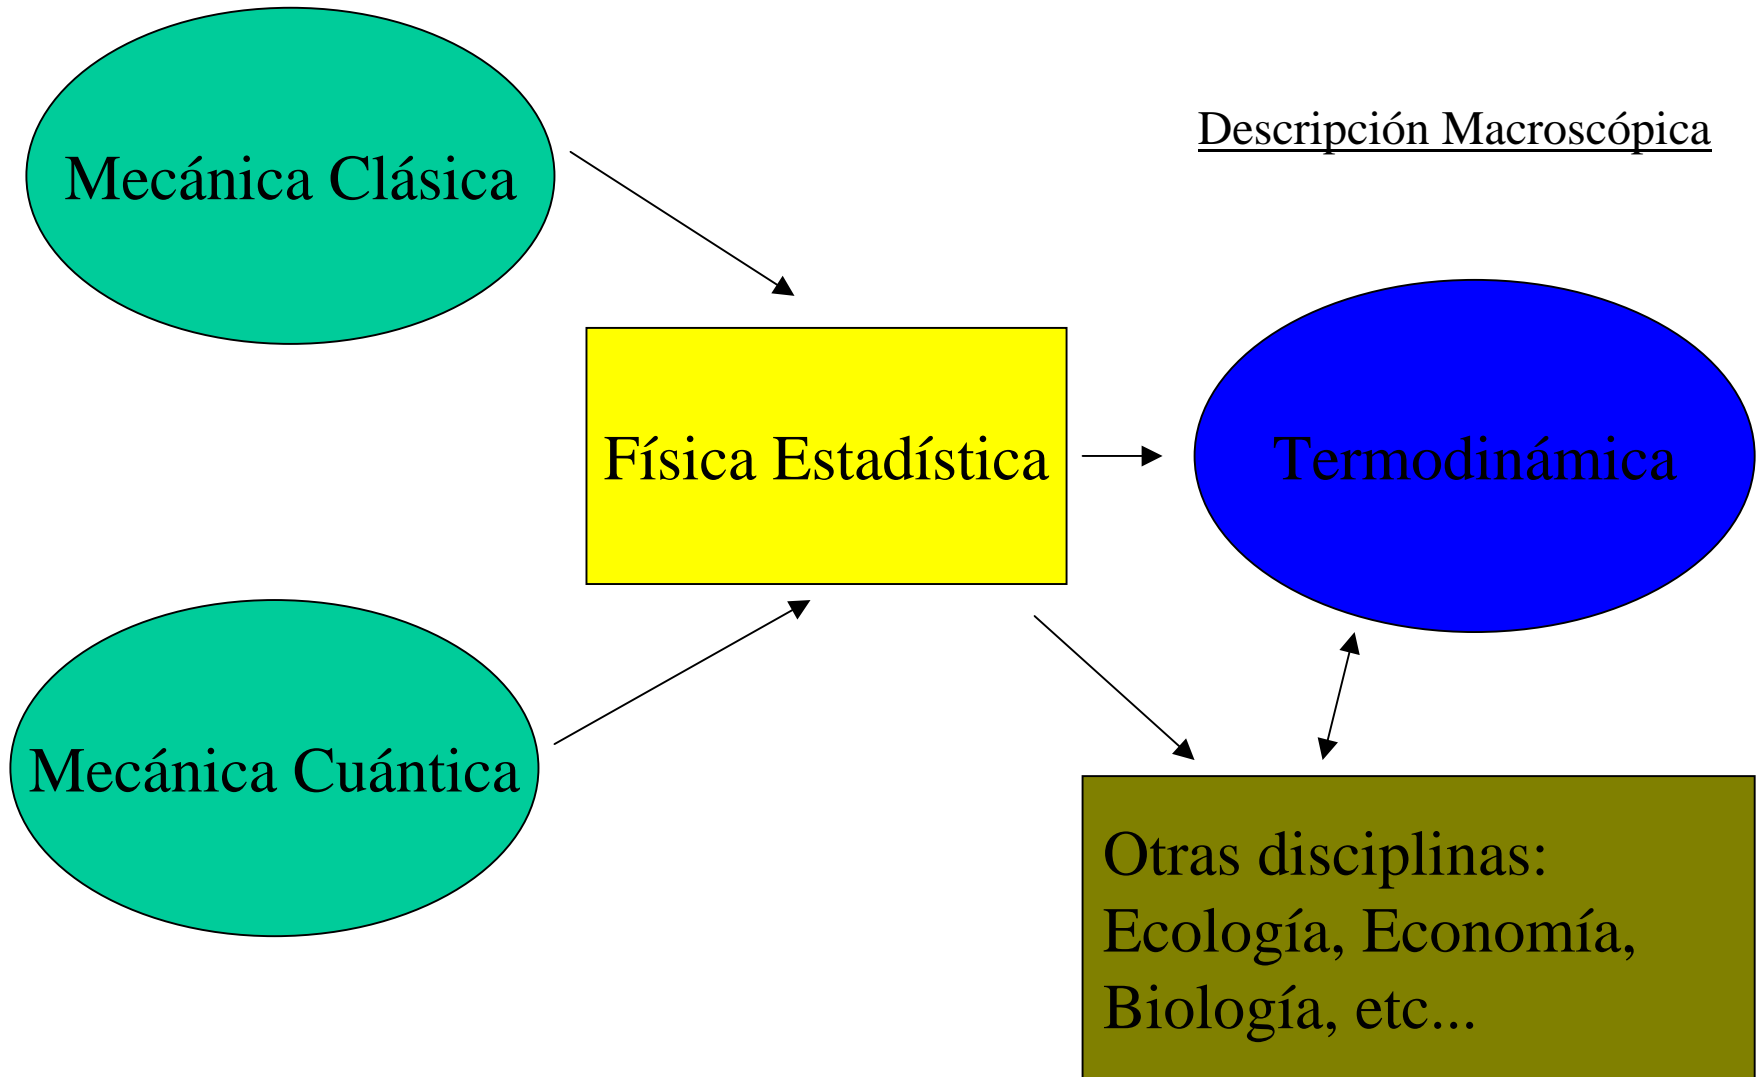 Mecánica Clásica
Descripción Macroscópica
Física Estadística
Termodinámica
Mecánica Cuántica
Otras disciplinas:
Ecología, Economía,
Biología, etc...